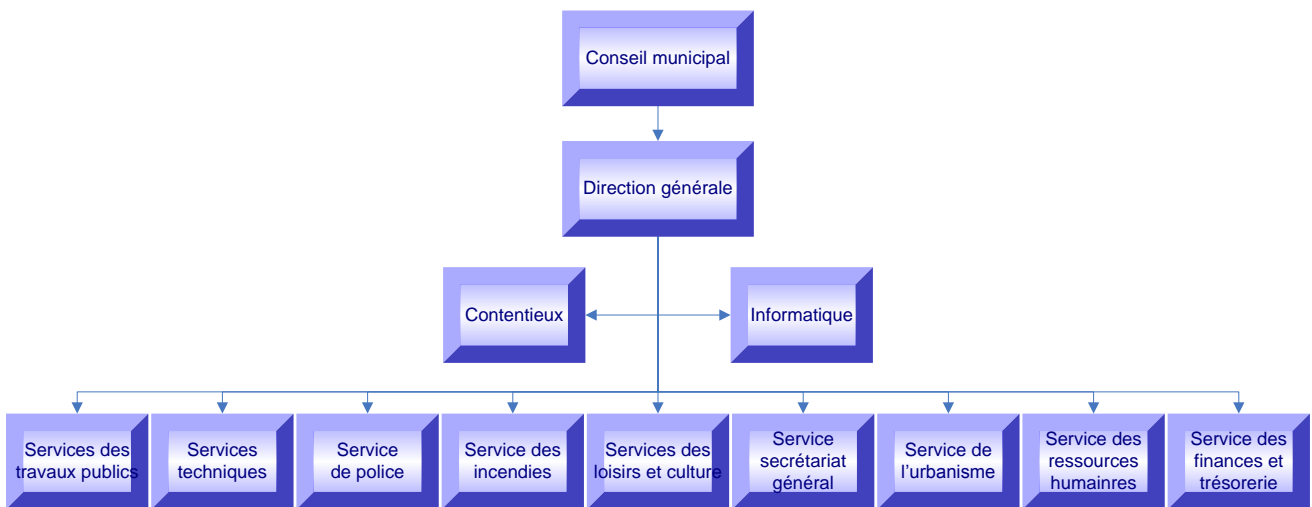 Conseil municipal
Direction générale
Contentieux
Informatique
Services des
travaux publics
Services
techniques
Service
de police
Service des
incendies
Services des
loisirs et culture
Service
secrétariat
général
Service de
l'urbanisme
Service des
ressources
humainres
Service des
finances et
trésorerie